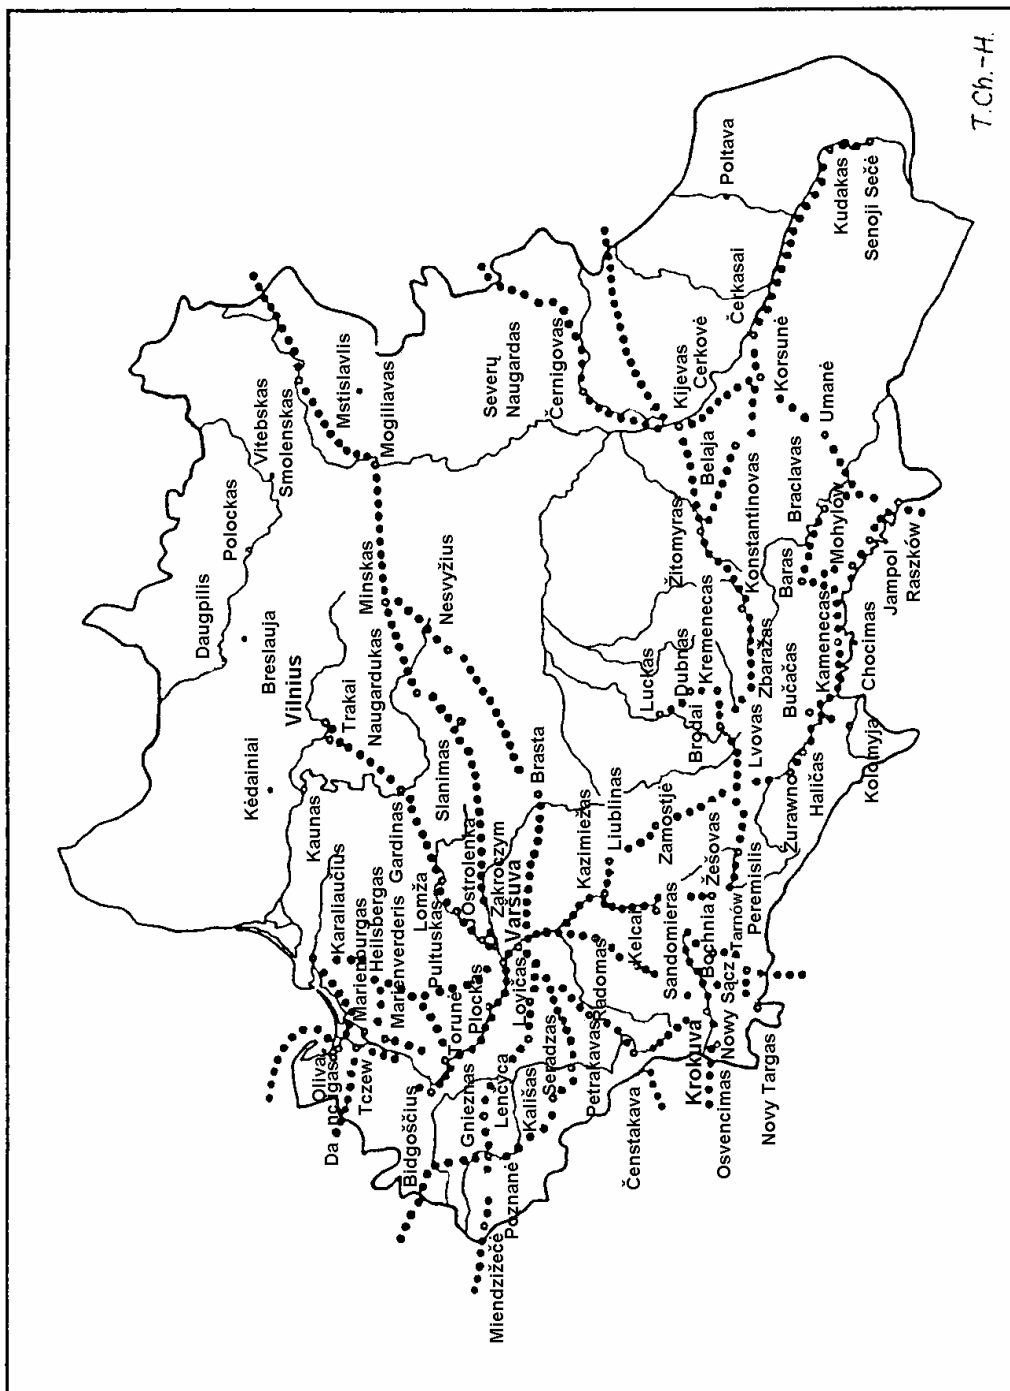 T.Ch.-H.
Daugpilis
Polockas
Vitebskas
Smolenskas
Mstislavlis
Mogiliavas
Breslauja
Kėdainiai
Vilnius
Trakai
Kaunas
Naugardukas
Minskas
Nesvyžius
Slanimas
Gardinas
Brasta
Severų
Naugardas
Černigovas
Poltava
Kijevas
Belaja
Cerkovė
Čerkasai
Korsunė
Kudakas
Senoji Sečė
Umanė
Žitomyras
Konstantinovas
Braclavas
Baras
Mohylów
Jampol
Raszków
Luckas
Dubnas
Kremenecas
Brodai
Zbaražas
Bučačas
Kamenecas
Chocimas
Lvovas
Žurawno
Haličas
Kolomyja
Karaliaučius
Marienburgas
Heilsbergas
Marienverderis
Lomža
Ostrolenka
Pultuskas
Zakroczym
Varšuva
Oliva
Tczew
Bidgoščius
Torunė
Plockas
Gnieznas
Lencyca
Lovičas
Kališas
Seradzas
Poznanė
Miendzižečė
Petrakavas
Radomas
Kazimiežas
Liublinas
Zamostjė
Kelcai
Sandomieras
Žešovas
Peremislis
Tarnów
Bochnia
Čenstakava
Krokuva
Osvencimas
Nowy Sącz
Novy Targas